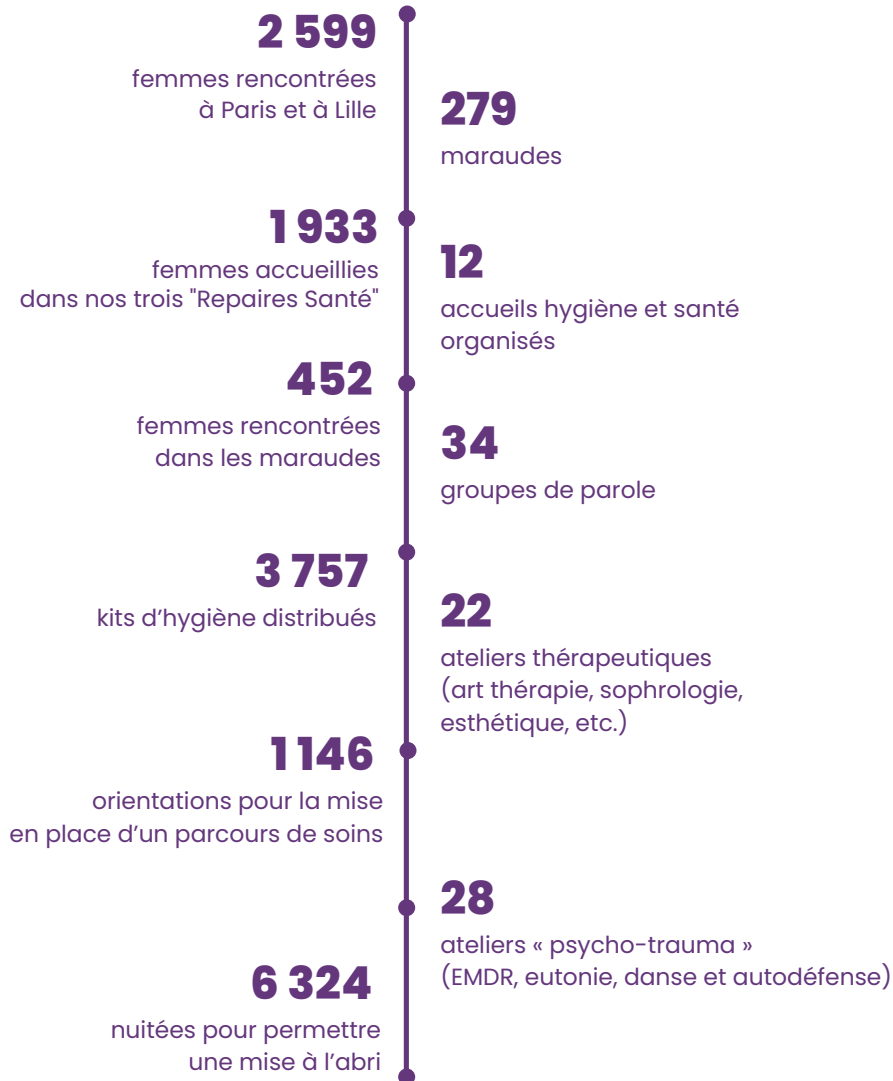 2 599
femmes rencontrées
à Paris et à Lille
279
maraudes
1 933
femmes accueillies
dans nos trois "Repaires Santé"
12
accueils hygiène et santé
organisés
452
femmes rencontrées
dans les maraudes
34
groupes de parole
3 757
kits d’hygiène distribués
22
ateliers thérapeutiques
(art thérapie, sophrologie,
esthétique, etc.)
1 146
orientations pour la mise
en place d’un parcours de soins
28
ateliers « psycho-trauma »
(EMDR, eutonie, danse et autodéfense)
6 324
nuitées pour permettre
une mise à l’abri